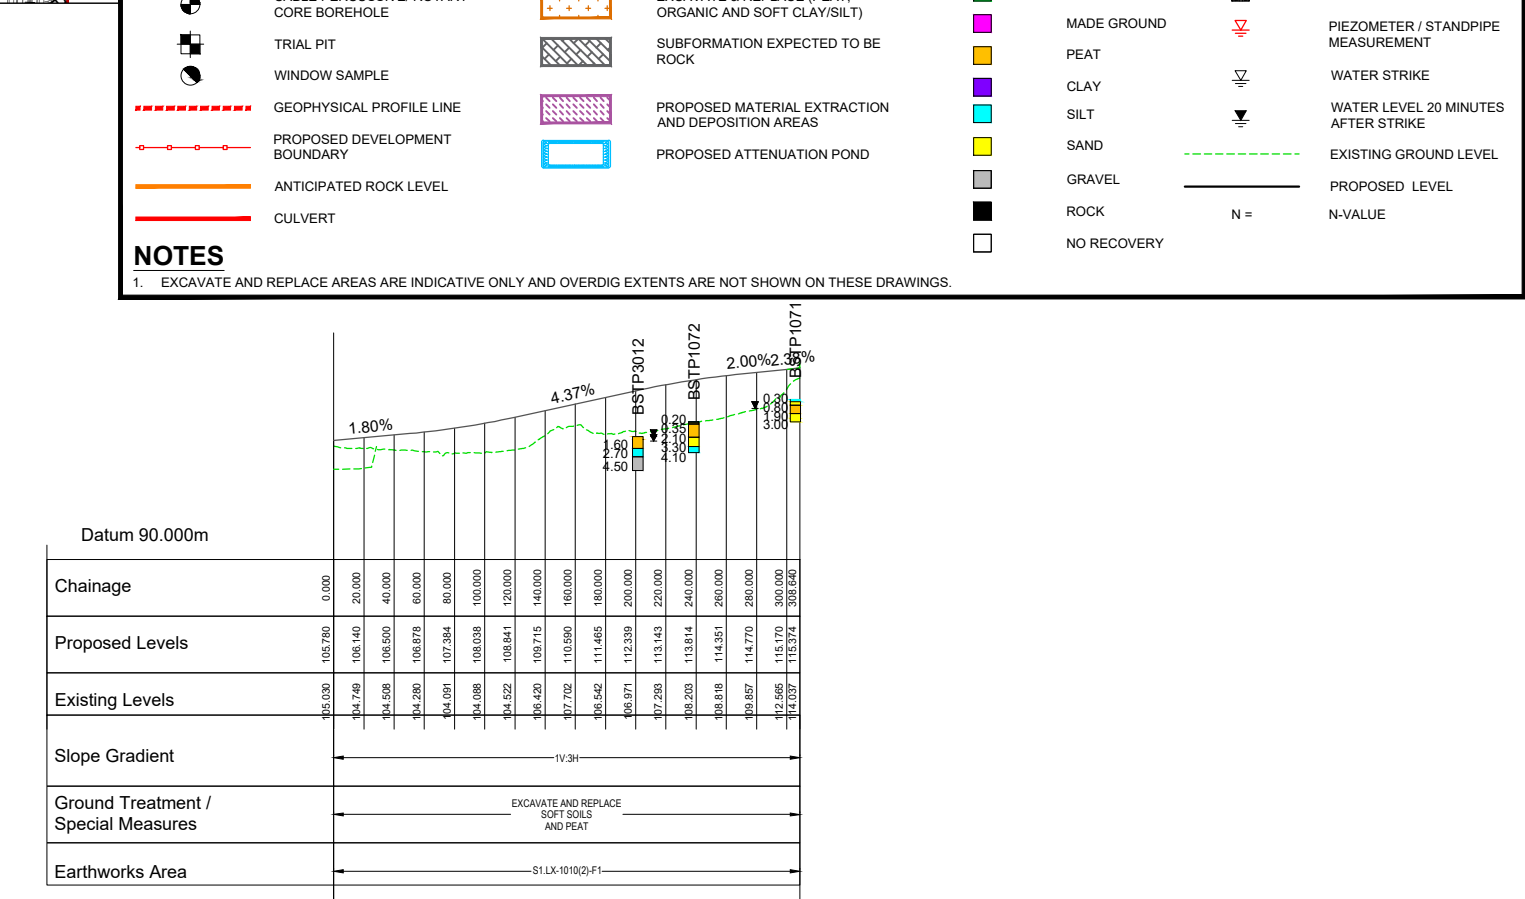 CORE BOREHOLE
TRIAL PIT
WINDOW SAMPLE
GEOPHYSICAL PROFILE LINE
PROPOSED DEVELOPMENT
BOUNDARY
ANTICIPATED ROCK LEVEL
CULVERT
ORGANIC AND SOFT CLAY/SILT)
SUBFORMATION EXPECTED TO BE
ROCK
PROPOSED MATERIAL EXTRACTION
AND DEPOSITION AREAS
PROPOSED ATTENUATION POND
MADE GROUND
PEAT
CLAY
SILT
SAND
GRAVEL
ROCK
NO RECOVERY
PIEZOMETER / STANDPIPE
MEASUREMENT
WATER STRIKE
WATER LEVEL 20 MINUTES
AFTER STRIKE
EXISTING GROUND LEVEL
PROPOSED LEVEL
N = N-VALUE
NOTES
1. EXCAVATE AND REPLACE AREAS ARE INDICATIVE ONLY AND OVERDIG EXTENTS ARE NOT SHOWN ON THESE DRAWINGS.
1.80%
4.37%
2.00%
2.38%
BSTP3012
1.60
2.70
4.50
BSTP1072
0.20
0.35
2.10
3.30
4.10
BSTP1071
0.30
0.80
1.90
3.00
Datum 90.000m
Chainage 0.000 20.000 40.000 60.000 80.000 100.000 120.000 140.000 160.000 180.000 200.000 220.000 240.000 260.000 280.000 300.000 308.640
Proposed Levels 105.780 106.140 106.500 106.878 107.384 108.038 108.841 109.715 110.590 111.465 112.339 113.143 113.814 114.351 114.770 115.170 115.374
Existing Levels 105.030 104.749 104.508 104.280 104.091 104.088 104.522 106.420 107.702 106.542 106.971 107.293 108.203 108.818 109.857 112.565 114.037
Slope Gradient 1V:3H
Ground Treatment /
Special Measures
EXCAVATE AND REPLACE
SOFT SOILS
AND PEAT
Earthworks Area S1.LX-1010(2)-F1